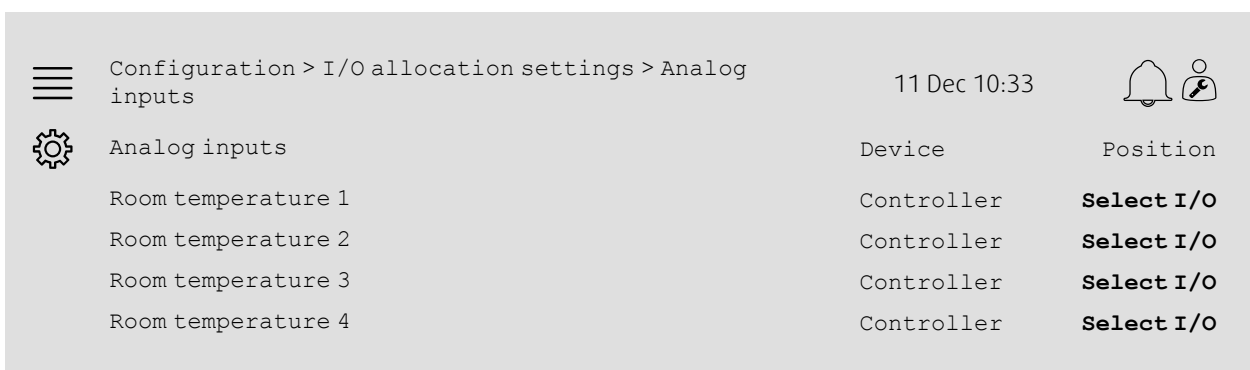 Configuration > I/O allocation settings > Analog
inputs
11 Dec 10:33
Analog inputs Device Position
Room temperature 1 Controller Select I/O
Room temperature 2 Controller Select I/O
Room temperature 3 Controller Select I/O
Room temperature 4 Controller Select I/O